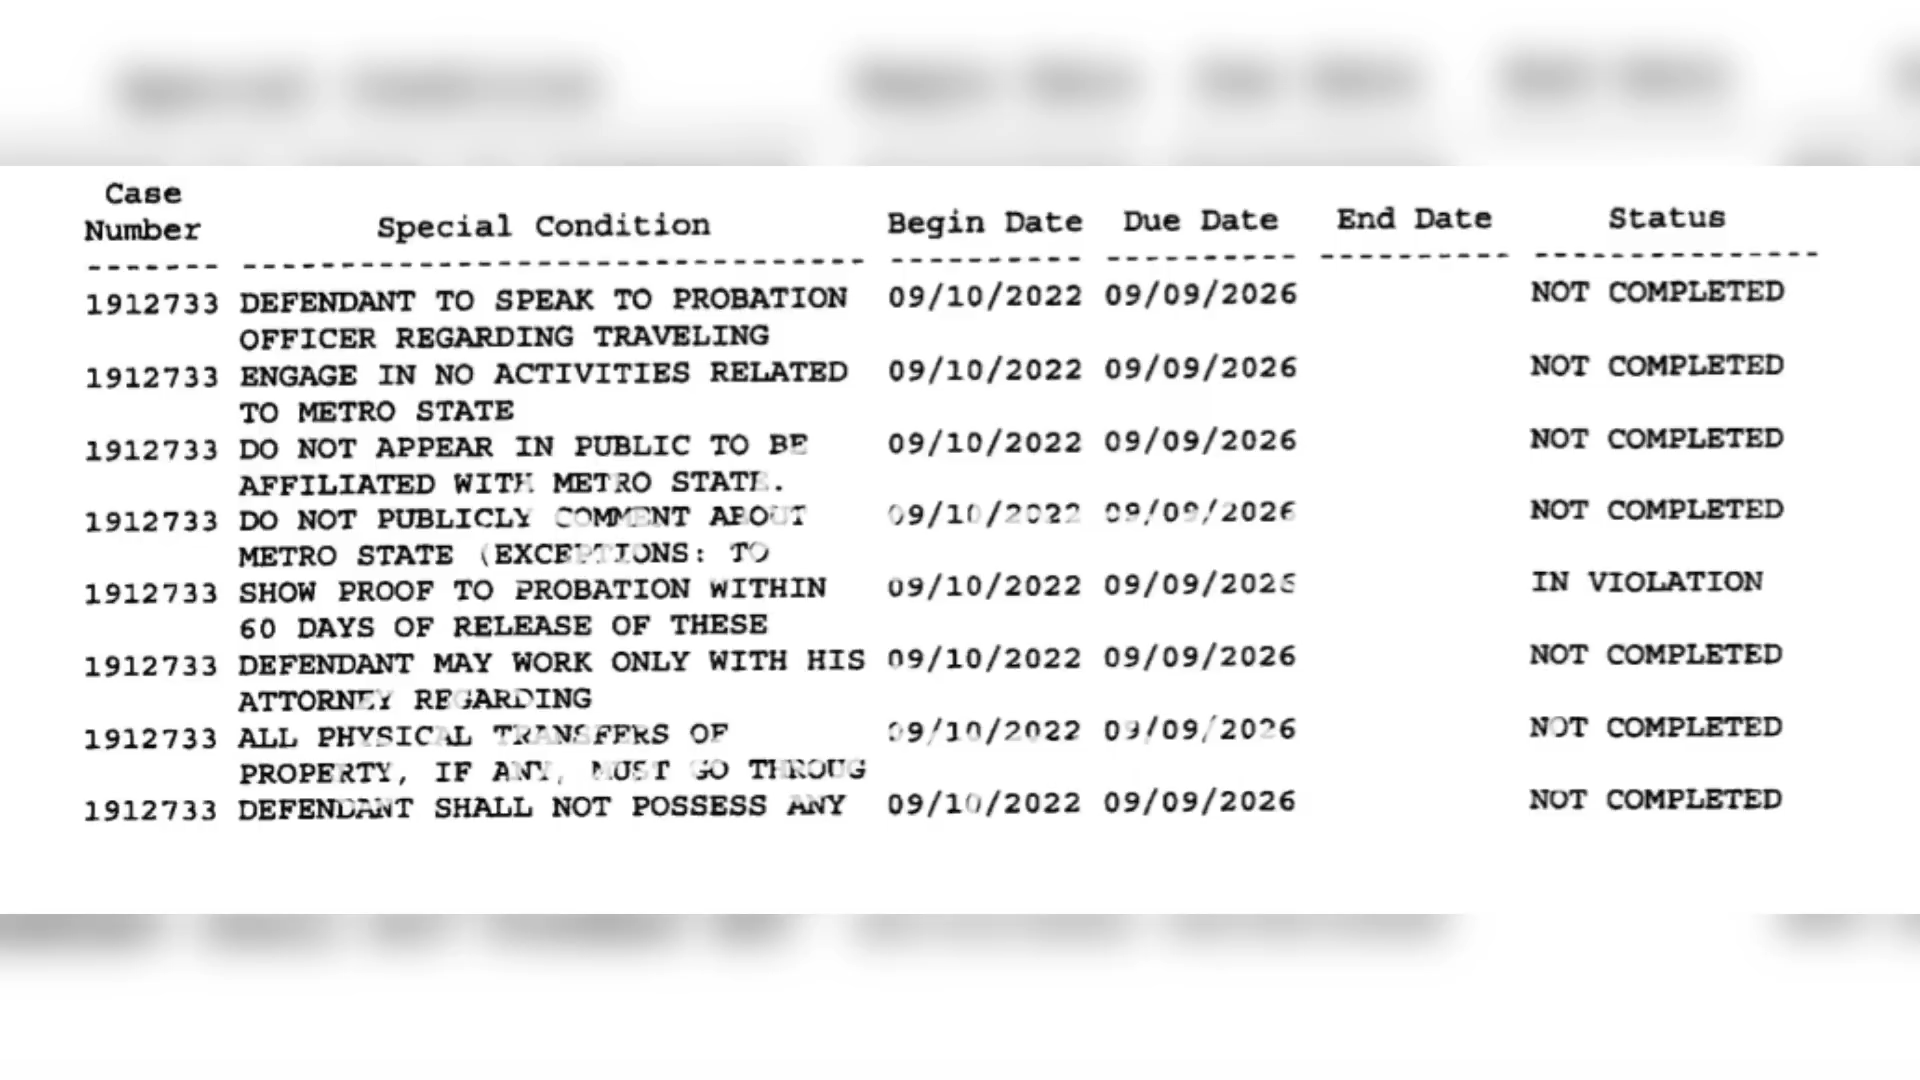 Case
Number Special Condition Begin Date Due Date End Date Status
------- -------------------------------- ---------- ---------- ---------- ---------------
1912733 DEFENDANT TO SPEAK TO PROBATION 09/10/2022 09/09/2026 NOT COMPLETED
OFFICER REGARDING TRAVELING
1912733 ENGAGE IN NO ACTIVITIES RELATED 09/10/2022 09/09/2026 NOT COMPLETED
TO METRO STATE
1912733 DO NOT APPEAR IN PUBLIC TO BE 09/10/2022 09/09/2026 NOT COMPLETED
AFFILIATED WITH METRO STATE.
1912733 DO NOT PUBLICLY COMMENT ABOUT 09/10/2022 09/09/2026 NOT COMPLETED
METRO STATE (EXCEPTIONS: TO
1912733 SHOW PROOF TO PROBATION WITHIN 09/10/2022 09/09/2026 IN VIOLATION
60 DAYS OF RELEASE OF THESE
1912733 DEFENDANT MAY WORK ONLY WITH HIS 09/10/2022 09/09/2026 NOT COMPLETED
ATTORNEY REGARDING
1912733 ALL PHYSICAL TRANSFERS OF 09/10/2022 09/09/2026 NOT COMPLETED
PROPERTY, IF ANY, MUST GO THROUG
1912733 DEFENDANT SHALL NOT POSSESS ANY 09/10/2022 09/09/2026 NOT COMPLETED